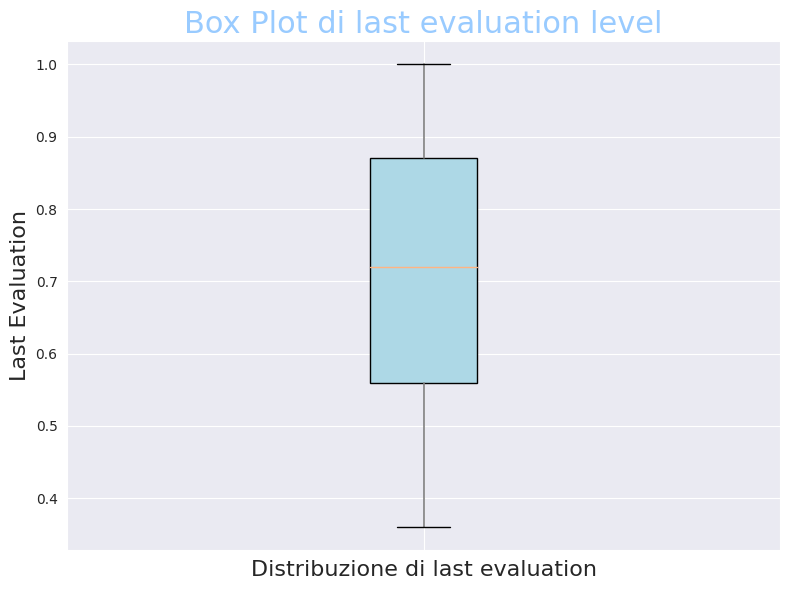 Box Plot di last evaluation level
Last Evaluation
1.0
0.9
0.8
0.7
0.6
0.5
0.4
Distribuzione di last evaluation